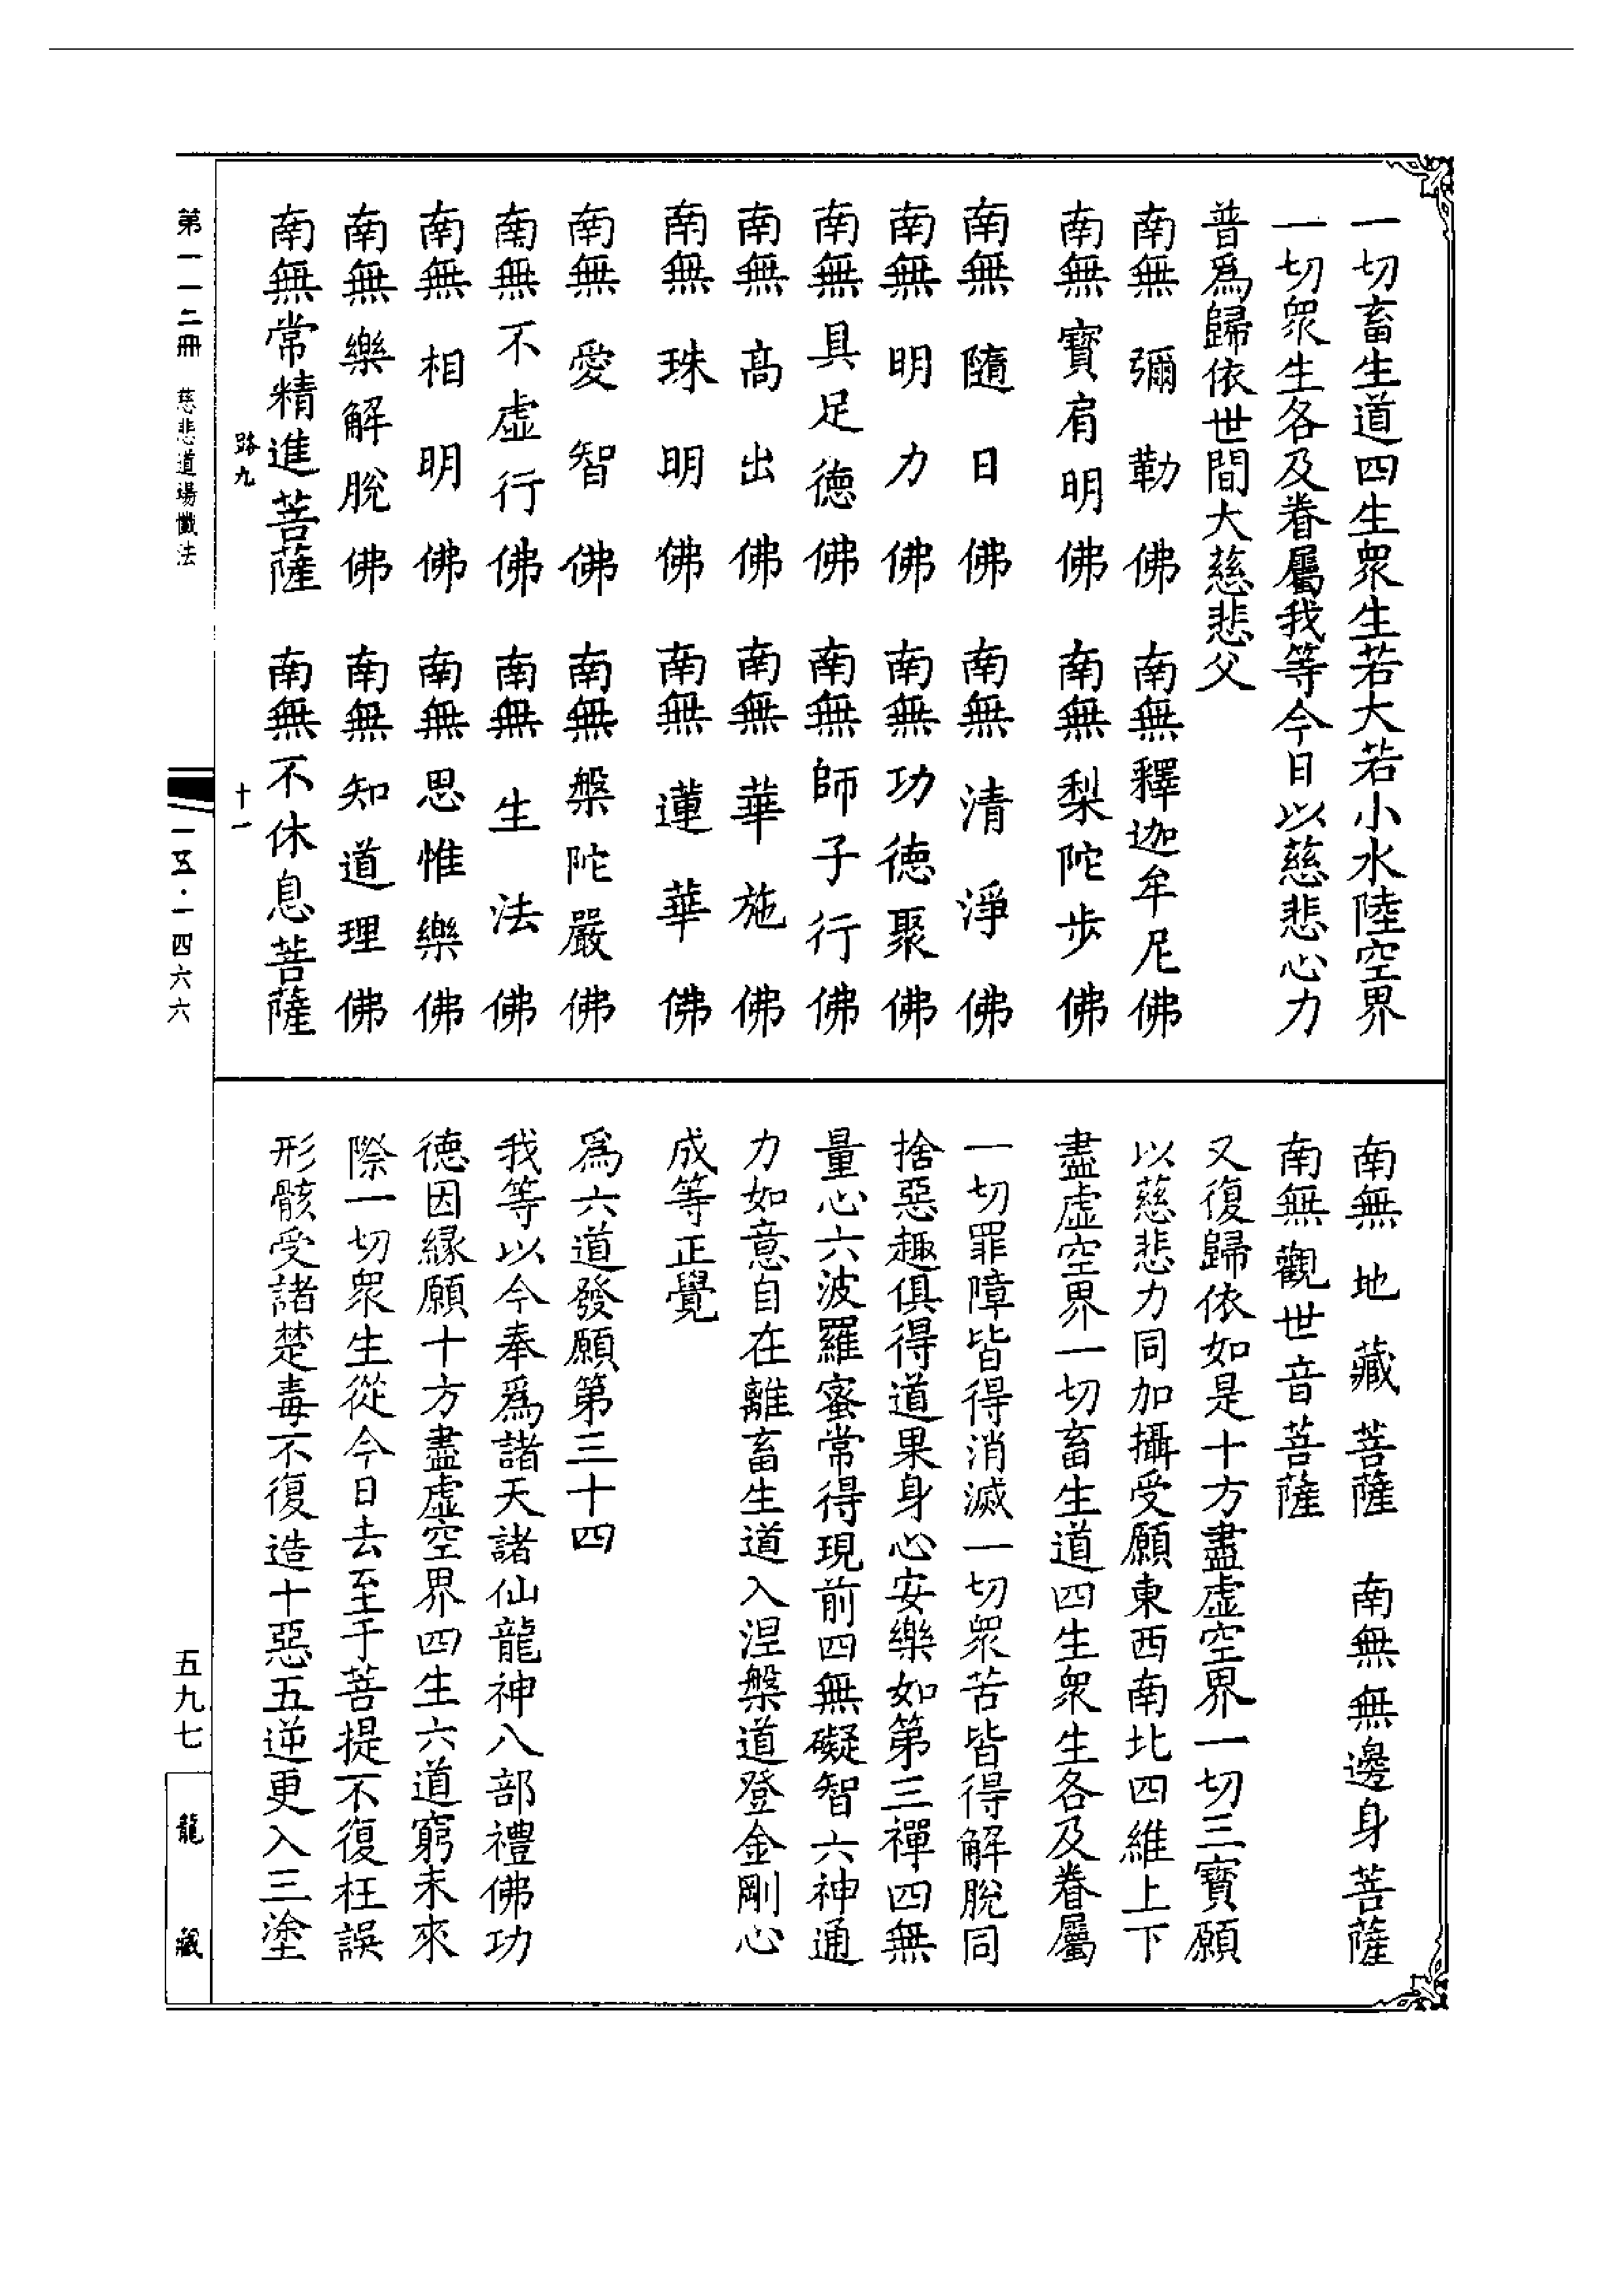 一切畜生道四生衆生若大若小水陸空界
一切衆生各及眷屬我等今日以慈悲心力
普爲歸依世間大慈悲父
南無彌勒佛　南無釋迦牟尼佛
南無寶肩明佛　南無梨陀步佛
南無隨日佛　南無清淨佛
南無明力佛　南無功德聚佛
南無具足德佛　南無師子行佛
南無高出佛　南無華施佛
南無珠明佛　南無蓮華佛
南無愛智佛　南無槃陀嚴佛
南無不虛行佛　南無生法佛
南無相明佛　南無思惟樂佛
南無樂解脫佛　南無知道理佛
南無常精進菩薩　南無不休息菩薩
路九　十一
南無地藏菩薩　南無無邊身菩薩
南無觀世音菩薩
又復歸依如是十方盡虛空界一切三寶願
以慈悲力同加攝受願東西南北四維上下
盡虛空界一切畜生道四生衆生各及眷屬
一切罪障皆得消滅一切衆苦皆得解脫同
捨惡趣俱得道果身心安樂如第三禪四無
量心六波羅蜜常得現前四無礙智六神通
力如意自在離畜生道入涅槃道登金剛心
成等正覺
爲六道發願第三十四
我等以今奉爲諸天諸仙龍神八部禮佛功
德因緣願十方盡虛空界四生六道窮未來
際一切衆生從今日去至于菩提不復枉誤
形骸受諸楚毒不復造十惡五逆更入三塗
第一一二冊　慈悲道場懺法
一五·一四六六
五九七
龍藏